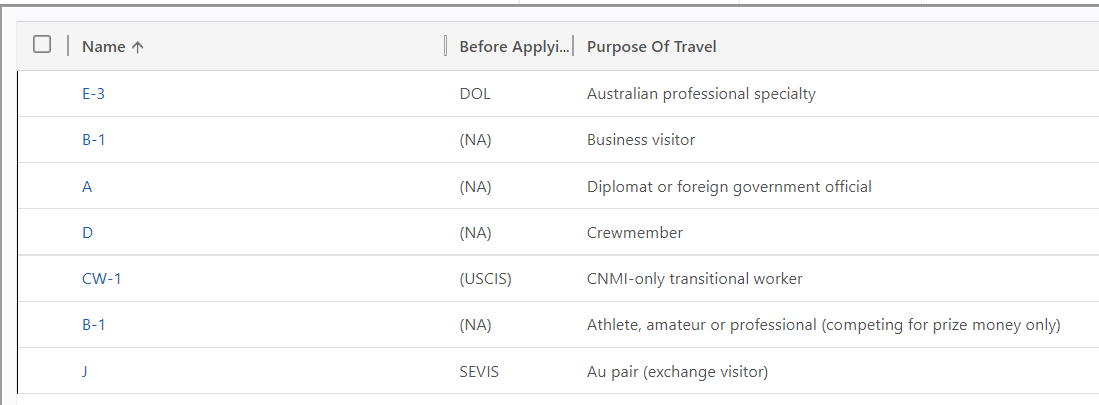 Name Before Applyi... Purpose Of Travel
E-3 DOL Australian professional specialty
B-1 (NA) Business visitor
A (NA) Diplomat or foreign government official
D (NA) Crewmember
CW-1 (USCIS) CNMI-only transitional worker
B-1 (NA) Athlete, amateur or professional (competing for prize money only)
J SEVIS Au pair (exchange visitor)